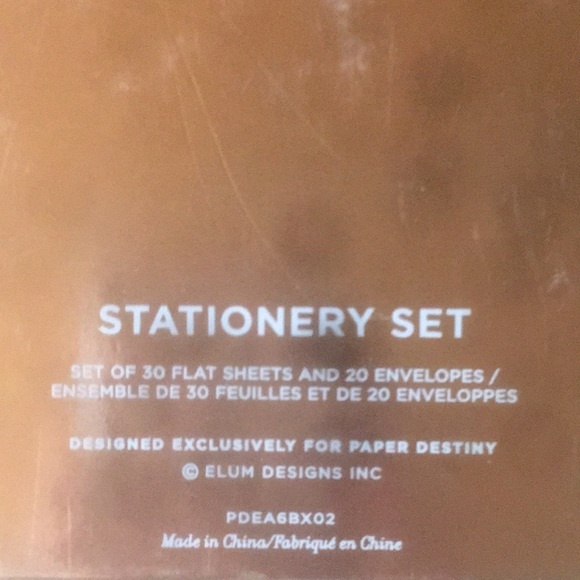 STATIONERY SET
SET OF 30 FLAT SHEETS AND 20 ENVELOPES /
ENSEMBLE DE 30 FEUILLES ET DE 20 ENVELOPPES
DESIGNED EXCLUSIVELY FOR PAPER DESTINY
© ELUM DESIGNS INC
PDEA6BX02
Made in China/Fabriqué en Chine